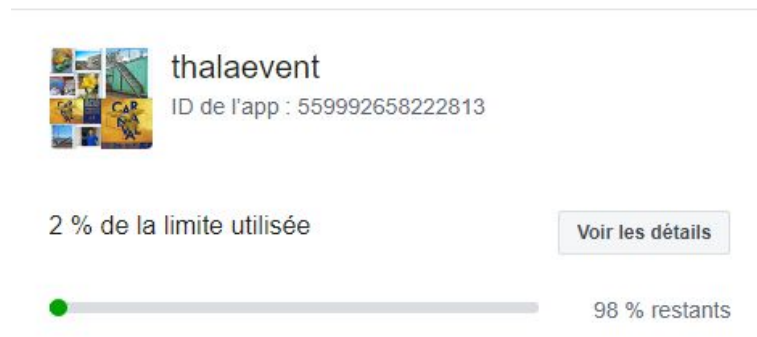 thalaevent
ID de l'app : 559992658222813
2 % de la limite utilisée
Voir les détails
98 % restants